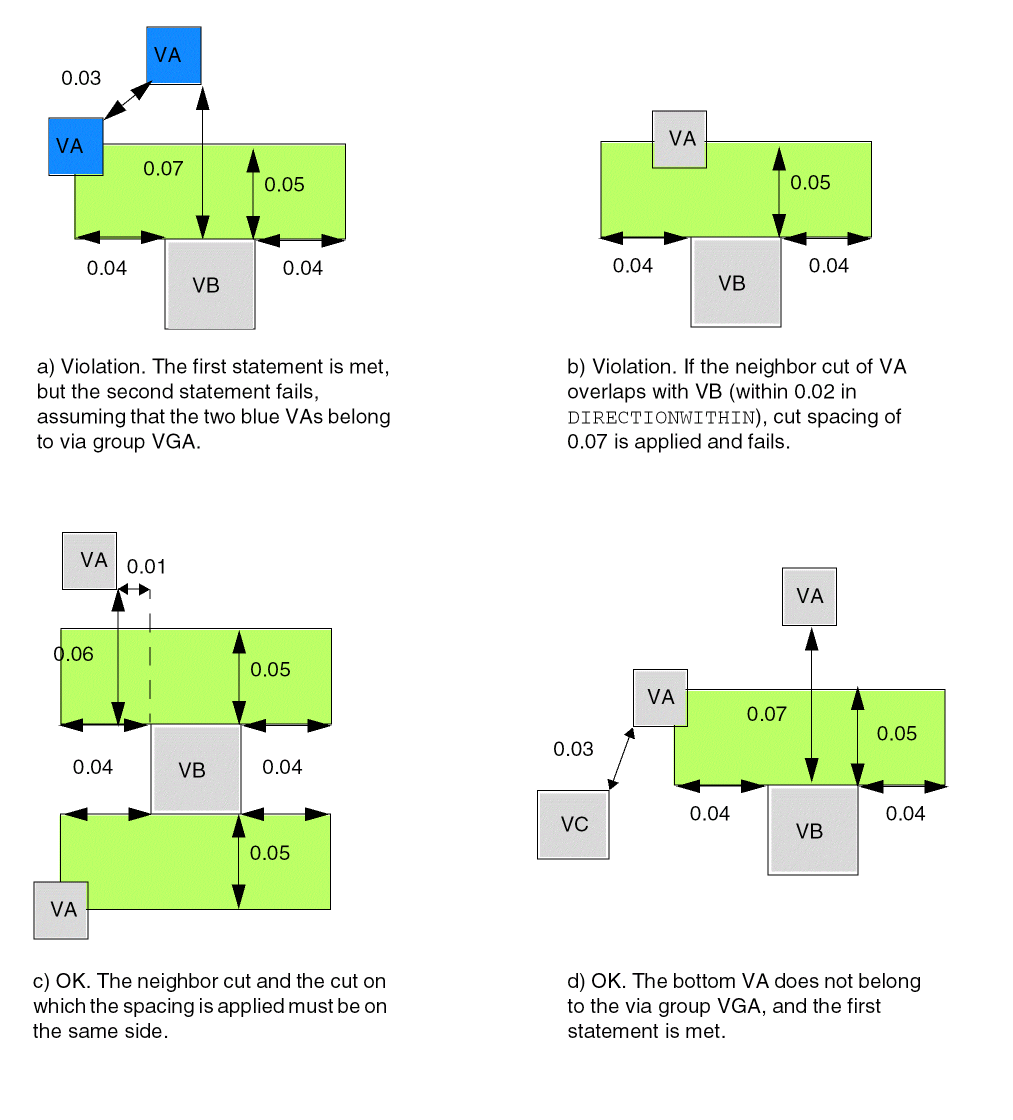 VA
0.03
VA
0.07
0.05
0.04
0.04
VB
a) Violation. The first statement is met,
but the second statement fails,
assuming that the two blue VAs belong
to via group VGA.
VA
0.05
0.04
0.04
VB
b) Violation. If the neighbor cut of VA
overlaps with VB (within 0.02 in
DIRECTIONWITHIN), cut spacing of
0.07 is applied and fails.
VA
0.01
0.06
0.05
0.04
VB
0.04
0.05
VA
c) OK. The neighbor cut and the cut on
which the spacing is applied must be on
the same side.
VA
VA
0.07
0.05
0.03
0.04
0.04
VC
VB
d) OK. The bottom VA does not belong
to the via group VGA, and the first
statement is met.